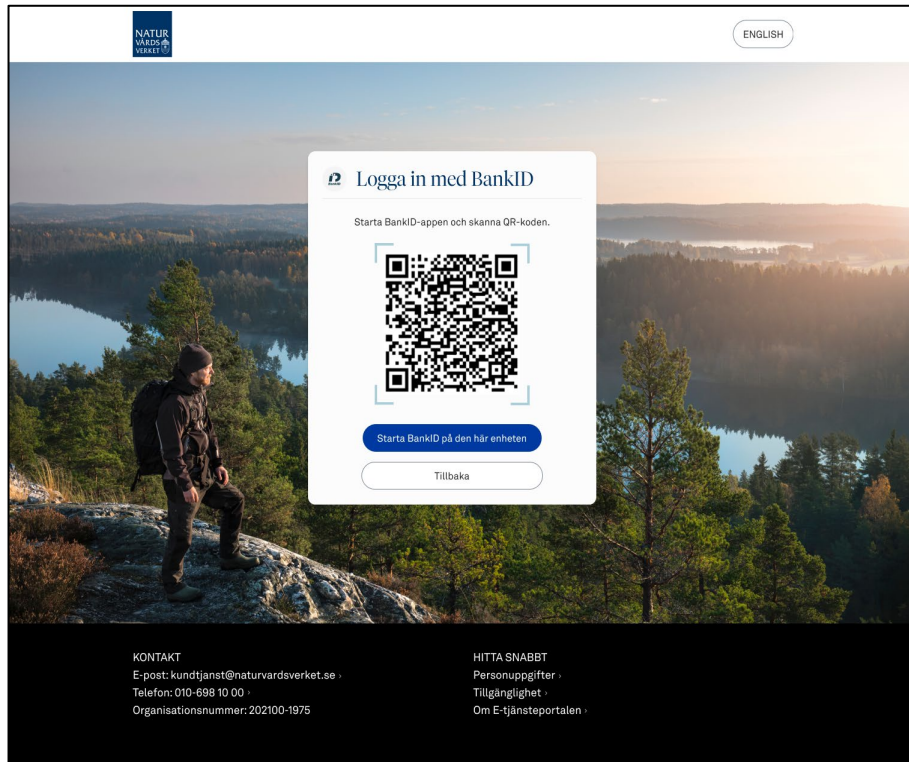 NATUR
VÅRDS
VERKET
ENGLISH
Logga in med BankID
Starta BankID-appen och skanna QR-koden.
Starta BankID på den här enheten
Tillbaka
KONTAKT
E-post: kundtjanst@naturvardsverket.se ›
Telefon: 010-698 10 00 ›
Organisationsnummer: 202100-1975
HITTA SNABBT
Personuppgifter ›
Tillgänglighet ›
Om E-tjänsteportalen ›